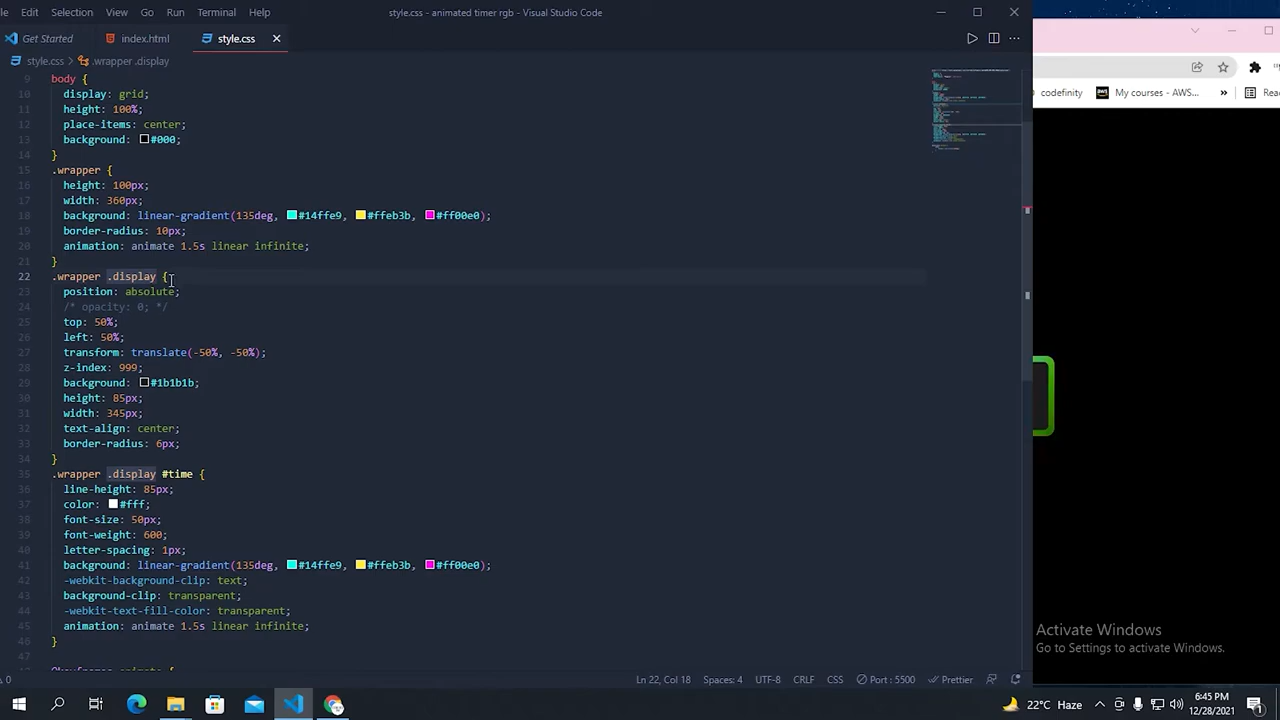 Edit Selection View Go Run Terminal Help
style.css - animated timer rgb - Visual Studio Code
Get Started
index.html
style.css
style.css > .wrapper .display
9 body {
10 display: grid;
11 height: 100%;
12 place-items: center;
13 background: #000;
14 }
15 .wrapper {
16 height: 100px;
17 width: 360px;
18 background: linear-gradient(135deg, #14ffe9, #ffeb3b, #ff00e0);
19 border-radius: 10px;
20 animation: animate 1.5s linear infinite;
21 }
22 .wrapper .display {
23 position: absolute;
24 /* opacity: 0; */
25 top: 50%;
26 left: 50%;
27 transform: translate(-50%, -50%);
28 z-index: 999;
29 background: #1b1b1b;
30 height: 85px;
31 width: 345px;
32 text-align: center;
33 border-radius: 6px;
34 }
35 .wrapper .display #time {
36 line-height: 85px;
37 color: #fff;
38 font-size: 50px;
39 font-weight: 600;
40 letter-spacing: 1px;
41 background: linear-gradient(135deg, #14ffe9, #ffeb3b, #ff00e0);
42 -webkit-background-clip: text;
43 background-clip: transparent;
44 -webkit-text-fill-color: transparent;
45 animation: animate 1.5s linear infinite;
46 }
codefinity
My courses - AWS...
»
Activate Windows
Go to Settings to activate Windows.
0
Ln 22, Col 18
Spaces: 4
UTF-8
CRLF
CSS
Port : 5500
Prettier
22°C Haze
6:45 PM
12/28/2021